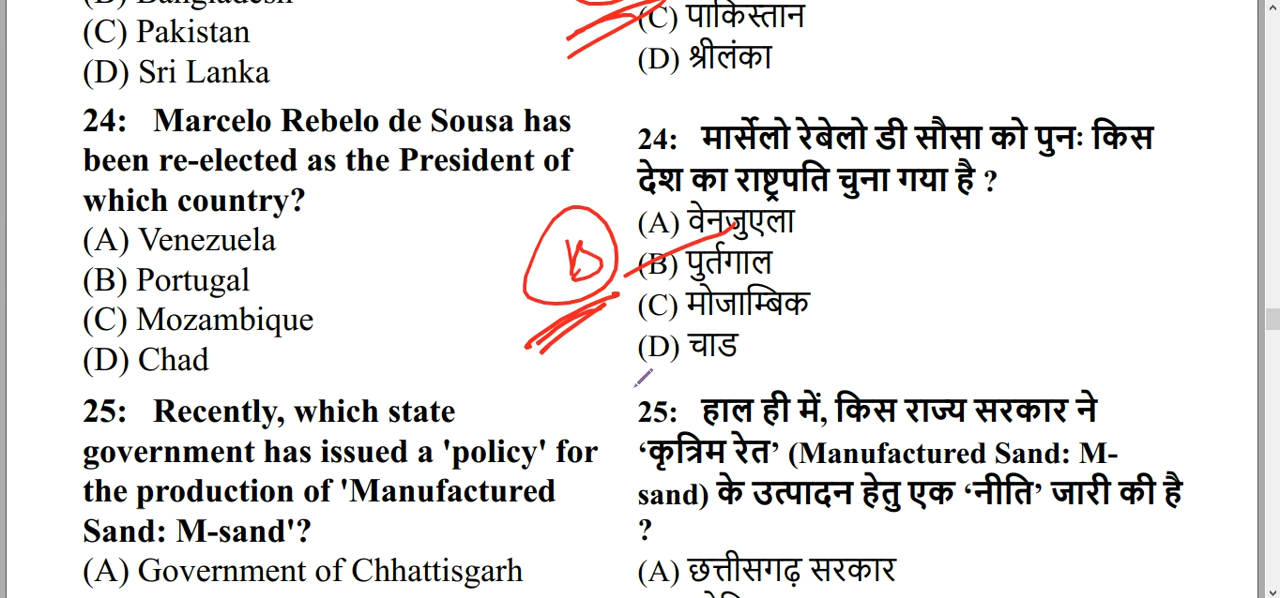 (C) Pakistan
(D) Sri Lanka
24: Marcelo Rebelo de Sousa has
been re-elected as the President of
which country?
(A) Venezuela
(B) Portugal
(C) Mozambique
(D) Chad
25: Recently, which state
government has issued a 'policy' for
the production of 'Manufactured
Sand: M-sand'?
(A) Government of Chhattisgarh
(C) पाकिस्तान
(D) श्रीलंका
24: मार्सेलो रेबेलो डी सौसा को पुनः किस
देश का राष्ट्रपति चुना गया है ?
(A) वेनजुएला
(B) पुर्तगाल
(C) मोजाम्बिक
(D) चाड
25: हाल ही में, किस राज्य सरकार ने
‘कृत्रिम रेत’ (Manufactured Sand: M-
sand) के उत्पादन हेतु एक ‘नीति’ जारी की है
?
(A) छत्तीसगढ़ सरकार
B